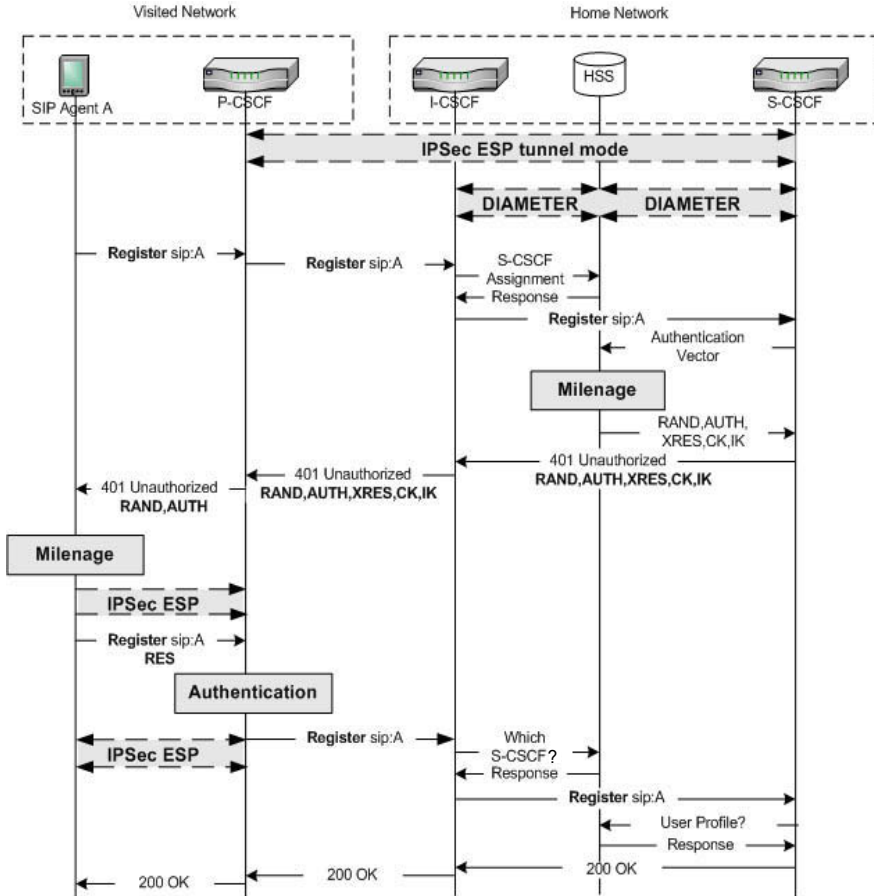 Visited Network
Home Network
SIP Agent A
P-CSCF
I-CSCF
HSS
S-CSCF
IPSec ESP tunnel mode
DIAMETER
DIAMETER
Register sip:A
Register sip:A
S-CSCF
Assignment
Response
Register sip:A
Authentication
Vector
Milenage
RAND,AUTH,
XRES,CK,IK
401 Unauthorized
RAND,AUTH,XRES,CK,IK
401 Unauthorized
RAND,AUTH,XRES,CK,IK
401 Unauthorized
RAND,AUTH
Milenage
IPSec ESP
Register sip:A
RES
Authentication
IPSec ESP
Register sip:A
Which
S-CSCF?
Response
Register sip:A
User Profile?
Response
200 OK
200 OK
200 OK